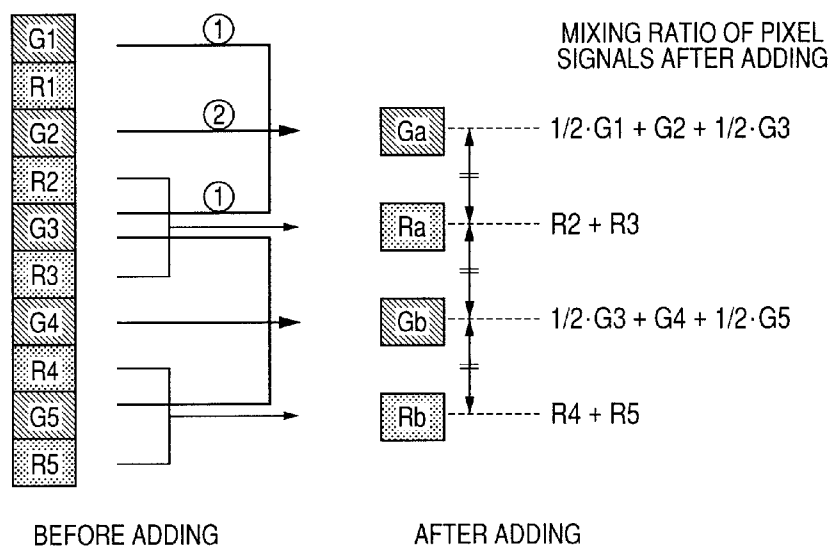 MIXING RATIO OF PIXEL
SIGNALS AFTER ADDING
G1
①
R1
G2
②
Ga
1/2·G1 + G2 + 1/2·G3
R2
①
G3
Ra
R2 + R3
R3
G4
Gb
1/2·G3 + G4 + 1/2·G5
R4
G5
Rb
R4 + R5
R5
BEFORE ADDING
AFTER ADDING